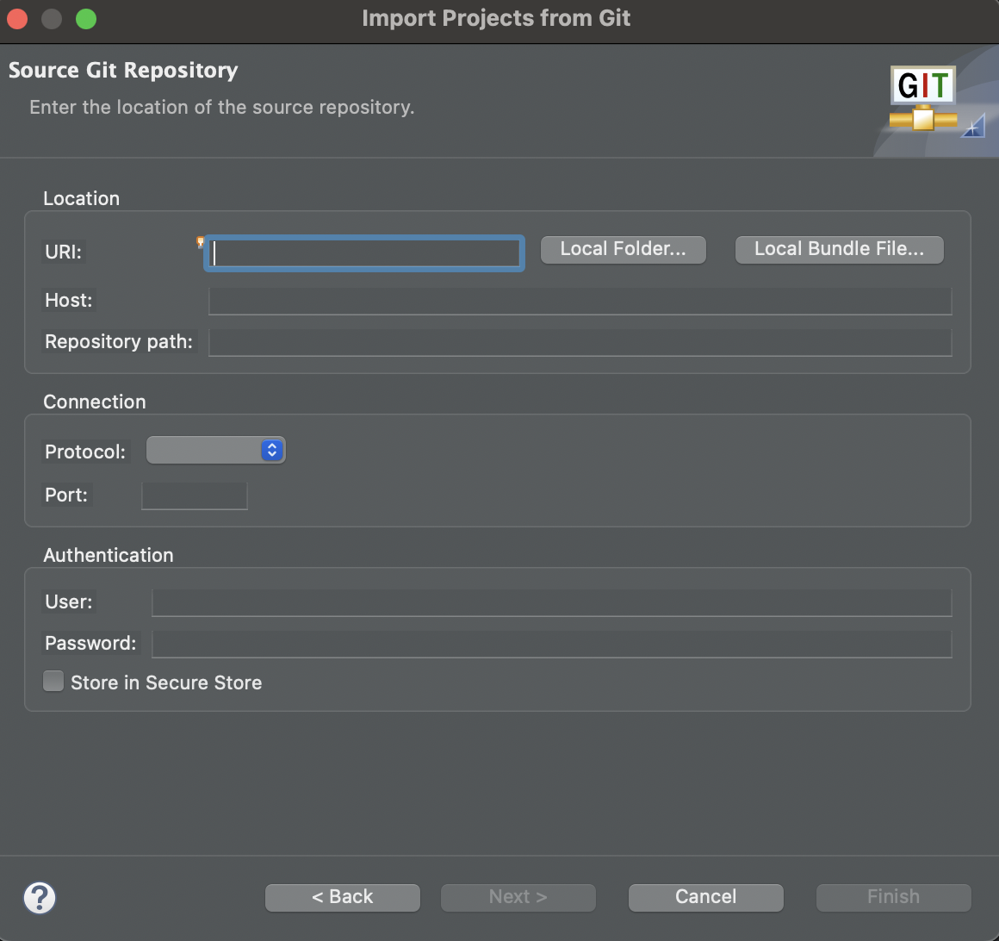 Import Projects from Git
Source Git Repository
Enter the location of the source repository.
GIT
Location
URI:
Local Folder...
Local Bundle File...
Host:
Repository path:
Connection
Protocol:
Port:
Authentication
User:
Password:
Store in Secure Store
?
< Back
Next >
Cancel
Finish